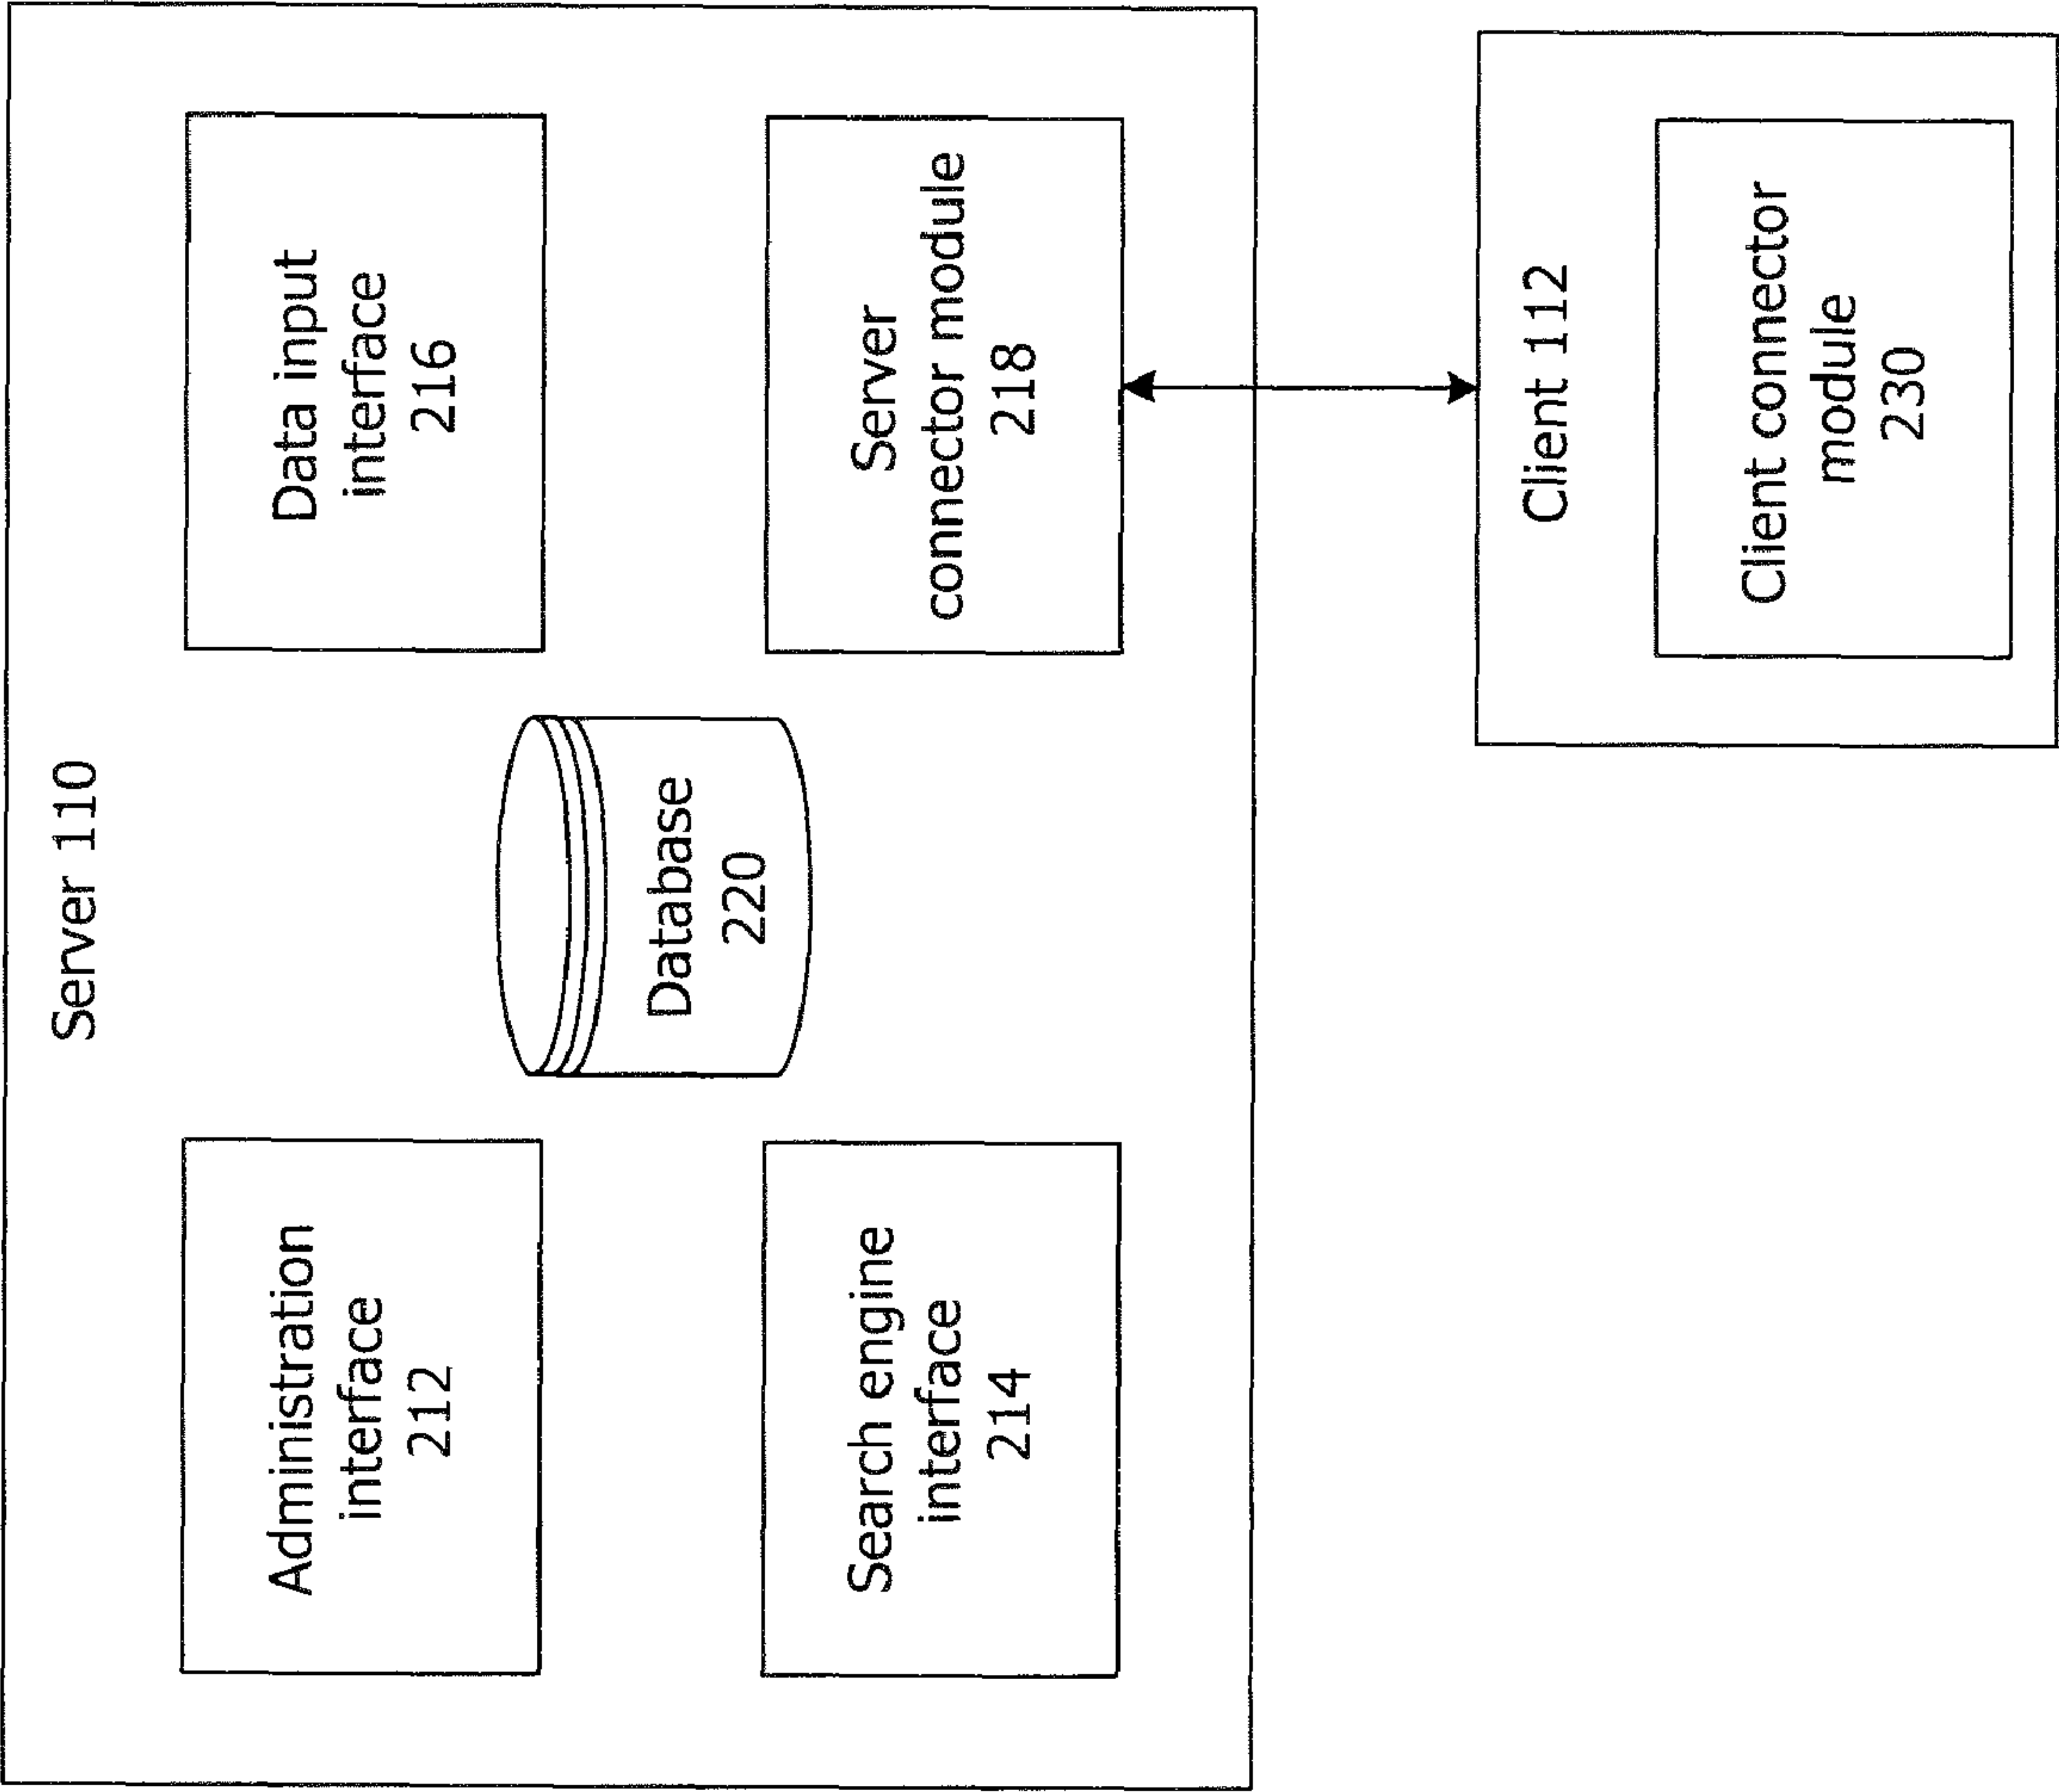 Server 110
Administration
interface
212
Data input
interface
216
Database
220
Search engine
interface
214
Server
connector module
218
Client 112
Client connector
module
230